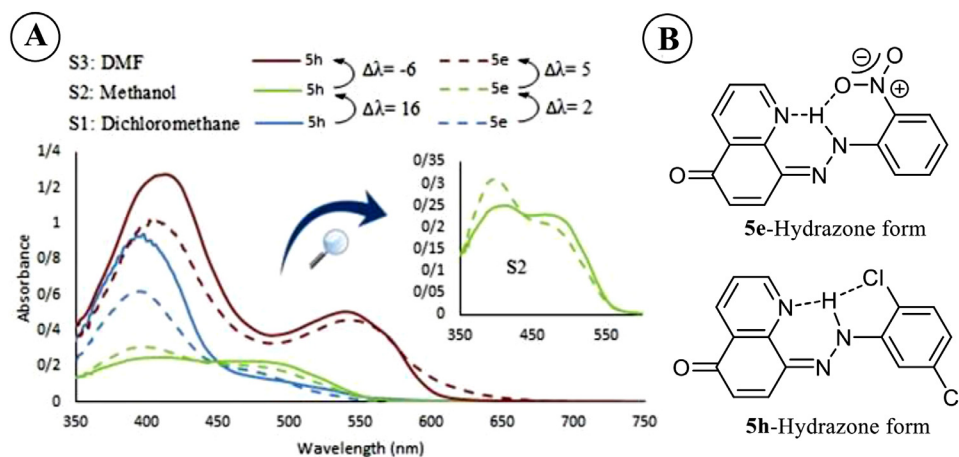 A
S3: DMF 5h Δλ= -6 5e Δλ= 5
S2: Methanol 5h 5e
S1: Dichloromethane 5h Δλ= 16 5e Δλ= 2
Absorbance
1/4
1/2
1
0/8
0/6
0/4
0/2
0
350 400 450 500 550 600 650 700 750
Wavelength (nm)
0/35
0/3
0/25
0/2
0/15
0/1
0/05
0
350 450 550
S2
B
⊖ O
O N ⊕
N H
N
O N
5e-Hydrazone form
Cl
N H
N
O N
C
5h-Hydrazone form